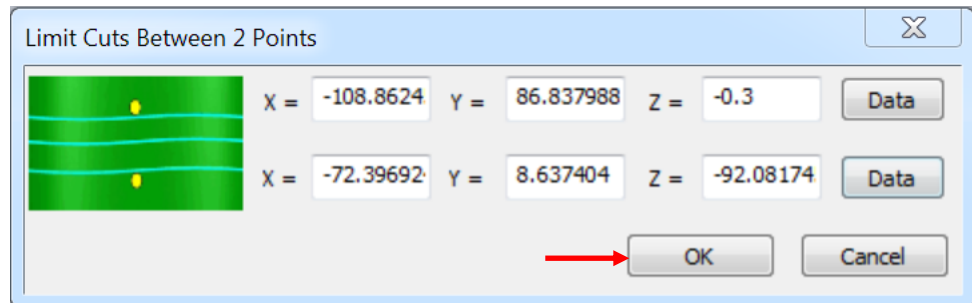 Limit Cuts Between 2 Points
X = -108.8624 Y = 86.837988 Z = -0.3 Data
X = -72.39692 Y = 8.637404 Z = -92.08174 Data
OK Cancel